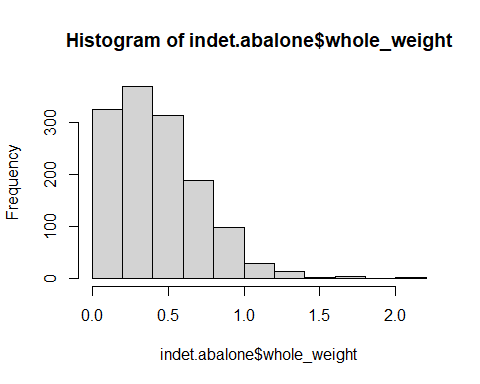 Histogram of indet.abalone$whole_weight
Frequency
300
200
100
0
0.0 0.5 1.0 1.5 2.0
indet.abalone$whole_weight